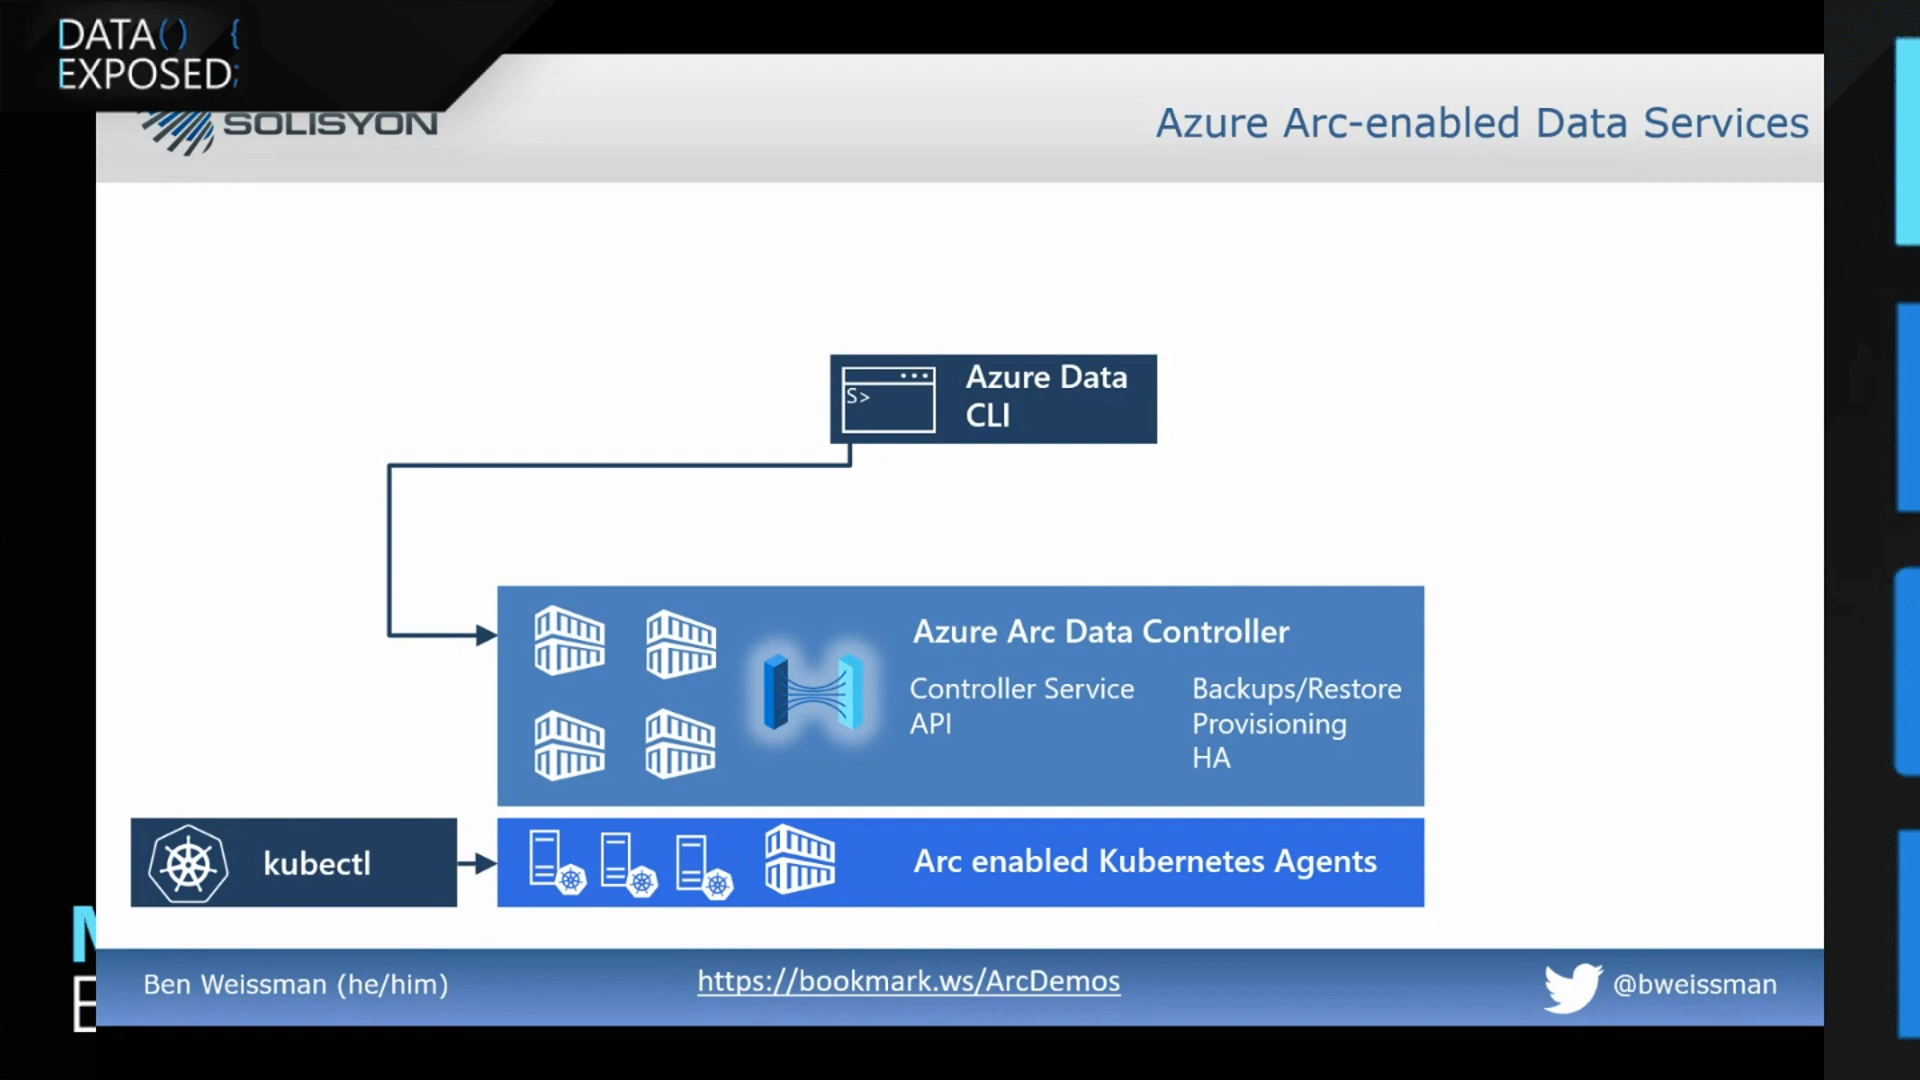 DATA() {
EXPOSED;
SOLISYON
Azure Arc-enabled Data Services
S>
Azure Data
CLI
Azure Arc Data Controller
Controller Service
API
Backups/Restore
Provisioning
HA
kubectl
Arc enabled Kubernetes Agents
Ben Weissman (he/him)
https://bookmark.ws/ArcDemos
@bweissman